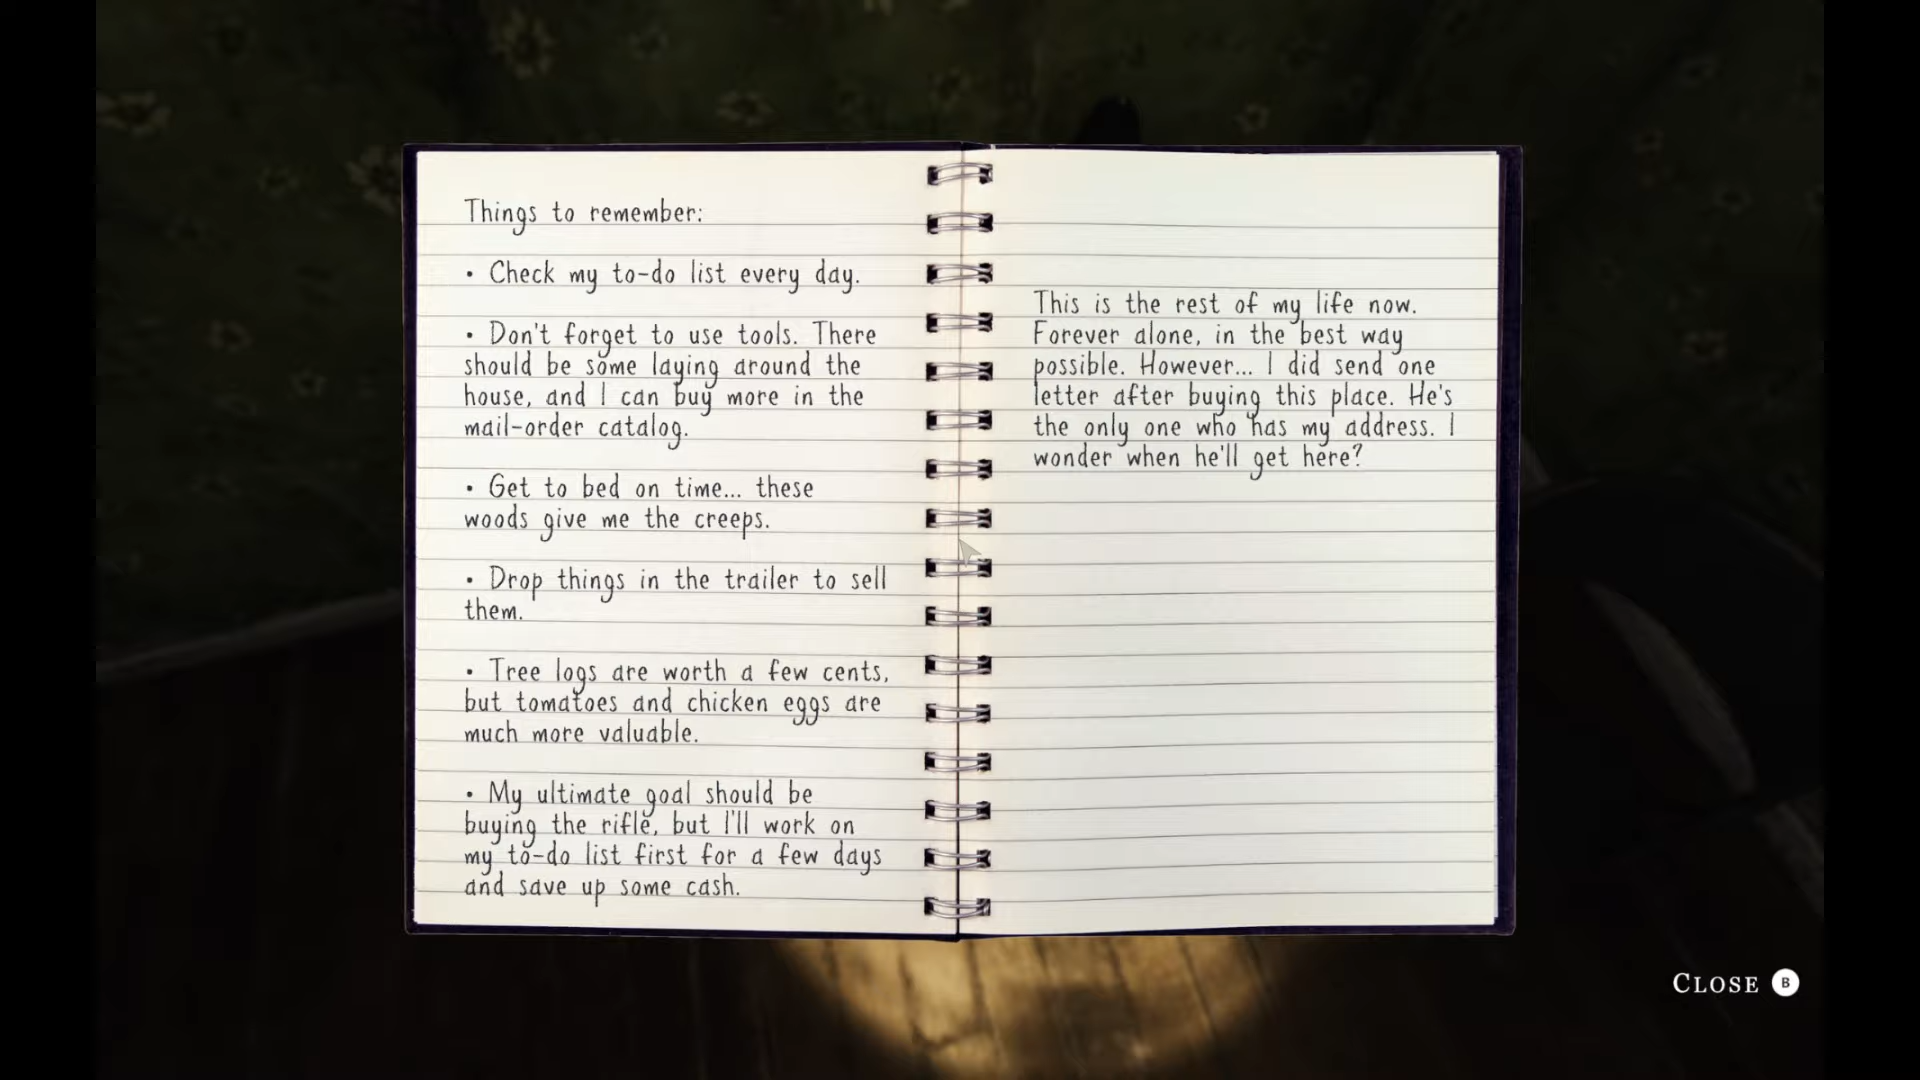 Things to remember:
• Check my to-do list every day.
• Don't forget to use tools. There
should be some laying around the
house, and I can buy more in the
mail-order catalog.
• Get to bed on time... these
woods give me the creeps.
• Drop things in the trailer to sell
them.
• Tree logs are worth a few cents,
but tomatoes and chicken eggs are
much more valuable.
• My ultimate goal should be
buying the rifle, but I'll work on
my to-do list first for a few days
and save up some cash.
This is the rest of my life now.
Forever alone, in the best way
possible. However... I did send one
letter after buying this place. He's
the only one who has my address. I
wonder when he'll get here?
CLOSE B